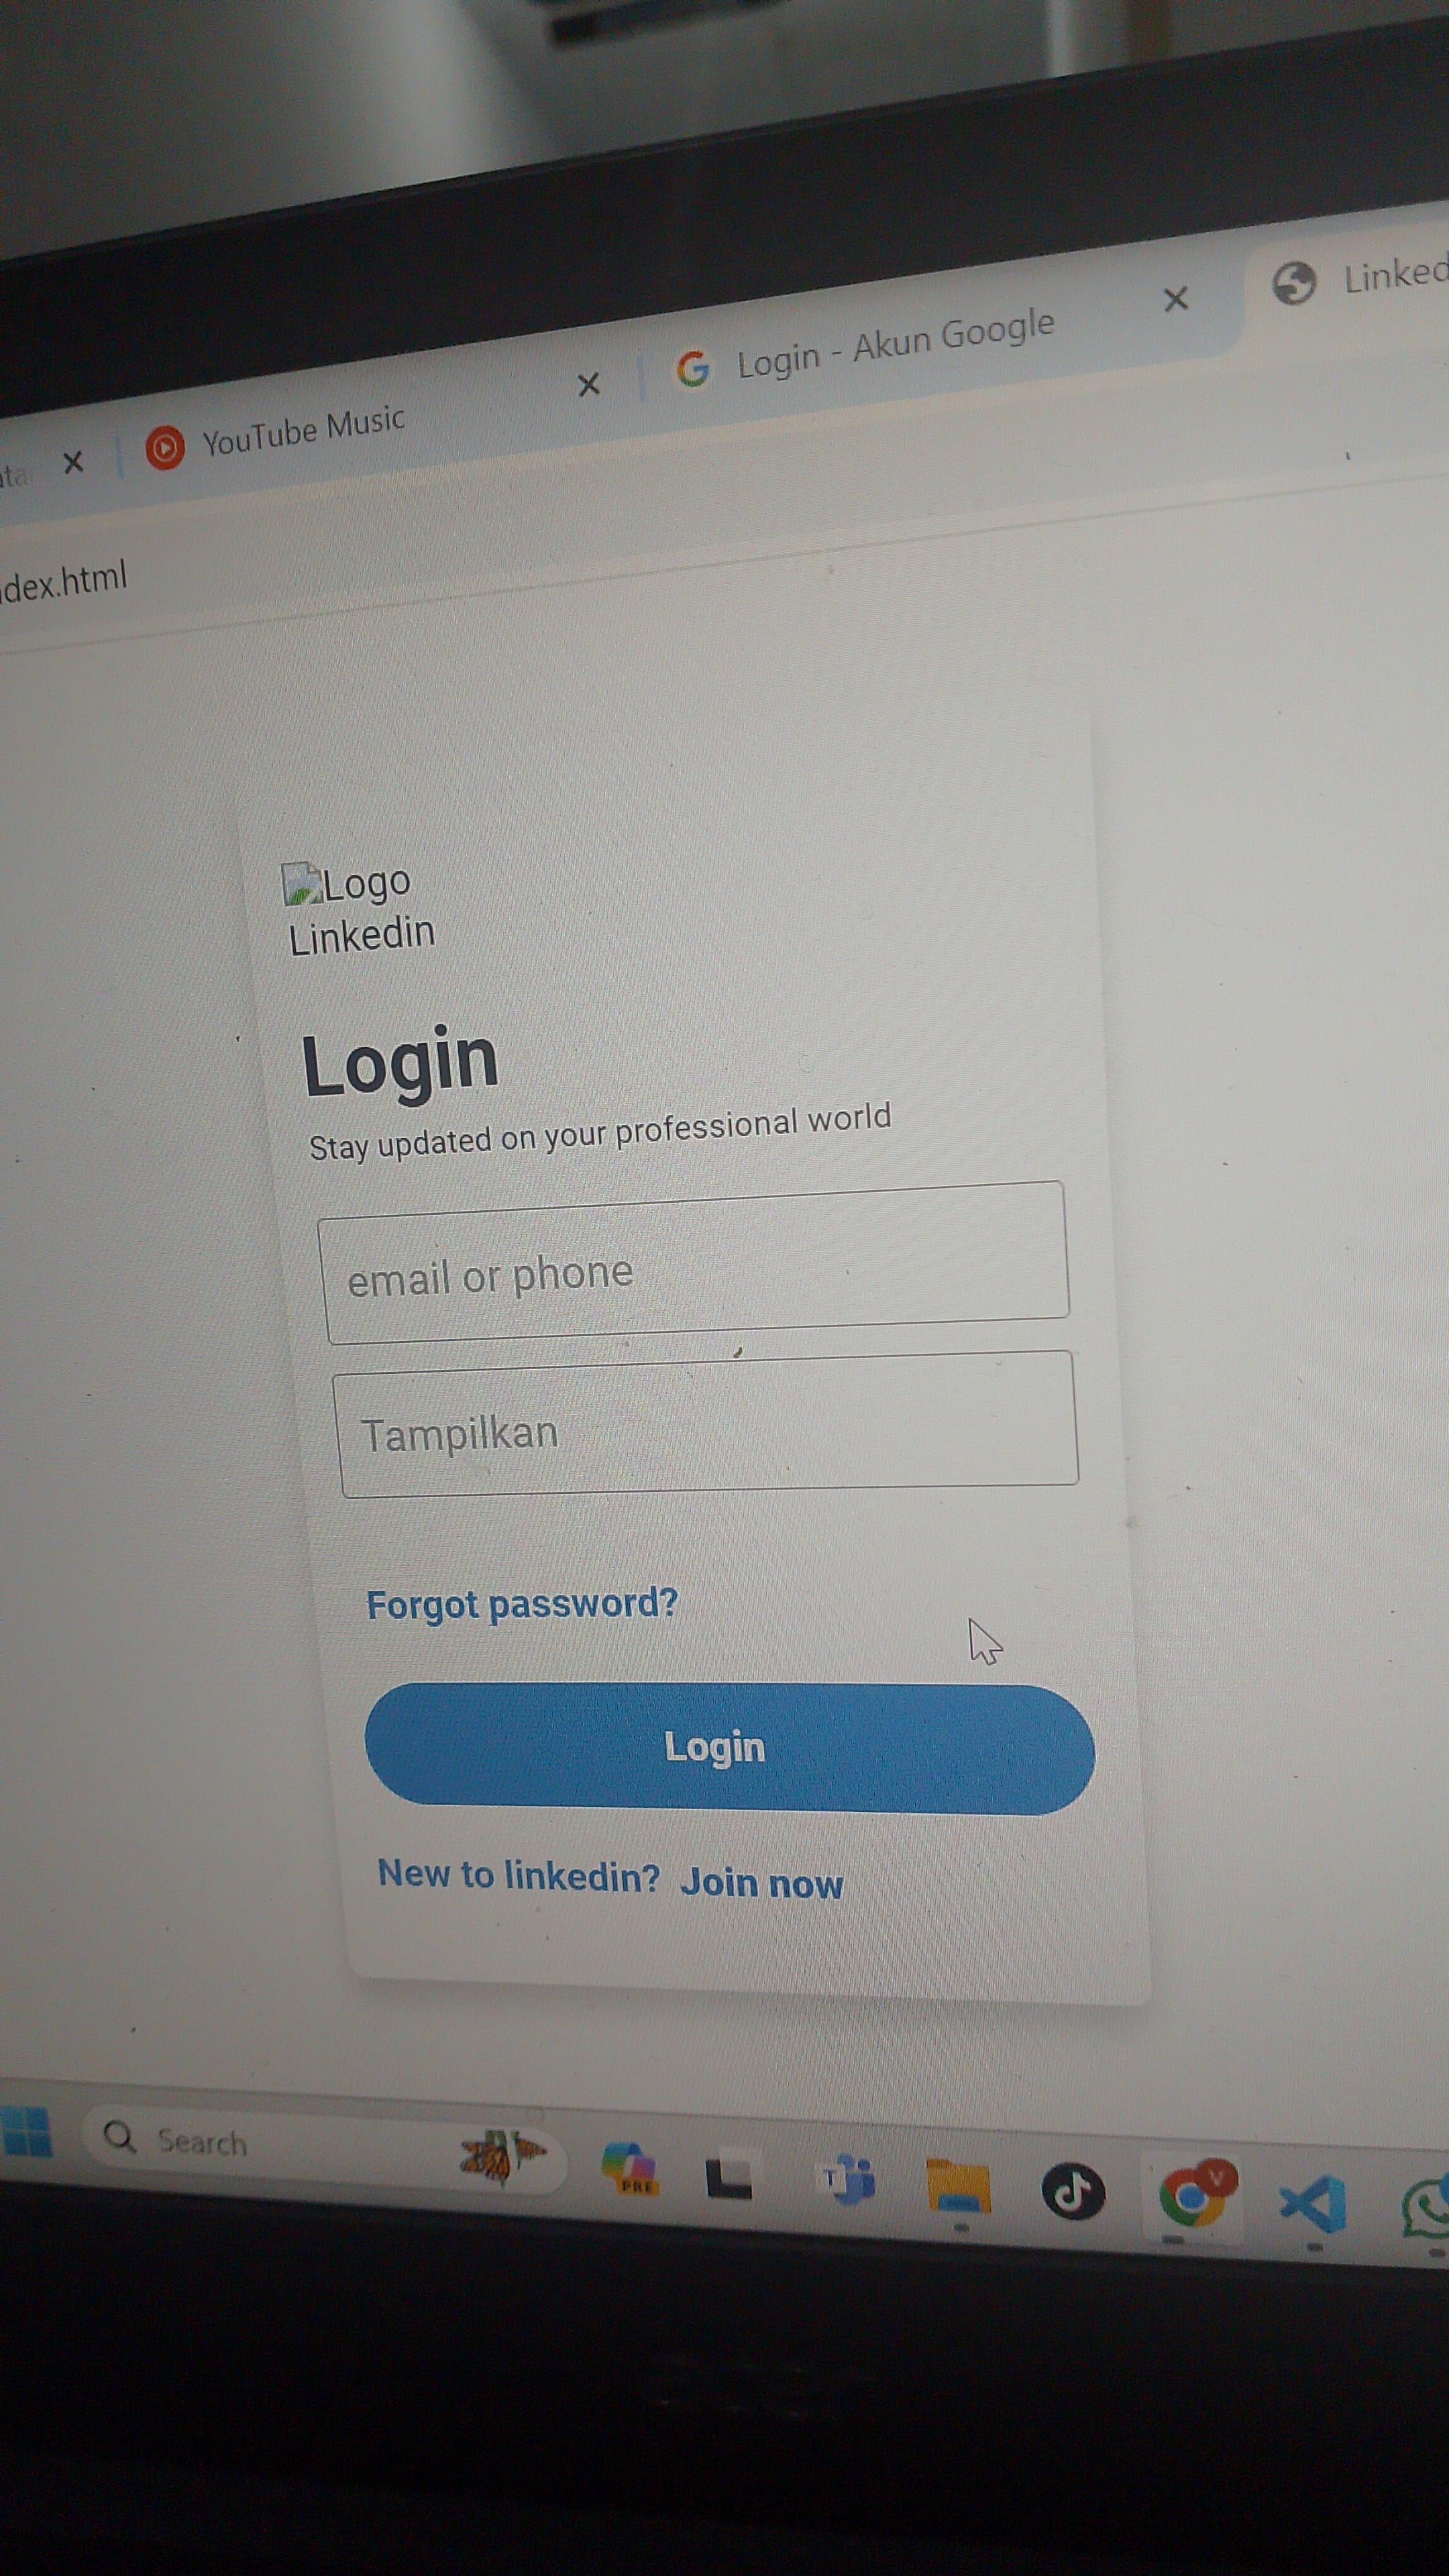 YouTube Music
Login - Akun Google
Linked
dex.html
Logo
Linkedin
Login
Stay updated on your professional world
email or phone
Tampilkan
Forgot password?
Login
New to linkedin? Join now
Search
PRE
T
V